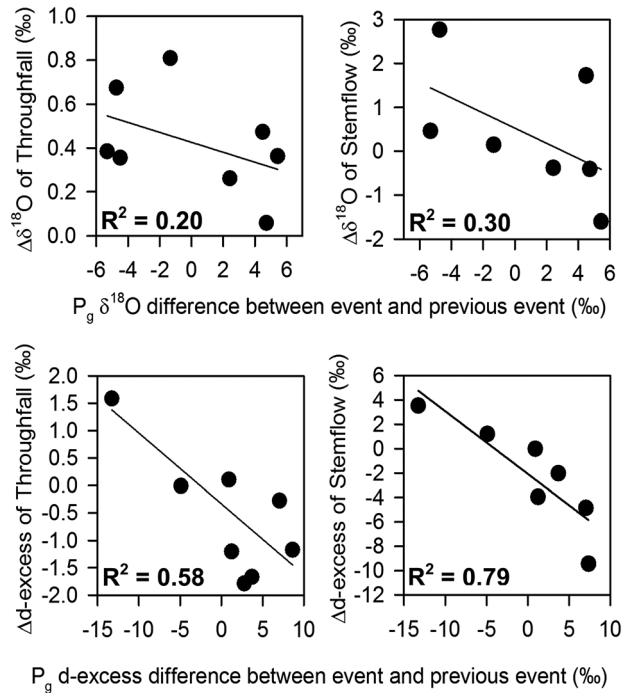 Δδ¹⁸O of Throughfall (‰)
1.0
0.8
0.6
0.4
0.2
0.0
R² = 0.20
-6 -4 -2 0 2 4 6
Δδ¹⁸O of Stemflow (‰)
3
2
1
0
-1
-2
R² = 0.30
-6 -4 -2 0 2 4 6
P_g δ¹⁸O difference between event and previous event (‰)
Δd-excess of Throughfall (‰)
2.0
1.5
1.0
0.5
0.0
-0.5
-1.0
-1.5
-2.0
R² = 0.58
-15 -10 -5 0 5 10
Δd-excess of Stemflow (‰)
6
4
2
0
-2
-4
-6
-8
-10
-12
R² = 0.79
-15 -10 -5 0 5 10
P_g d-excess difference between event and previous event (‰)